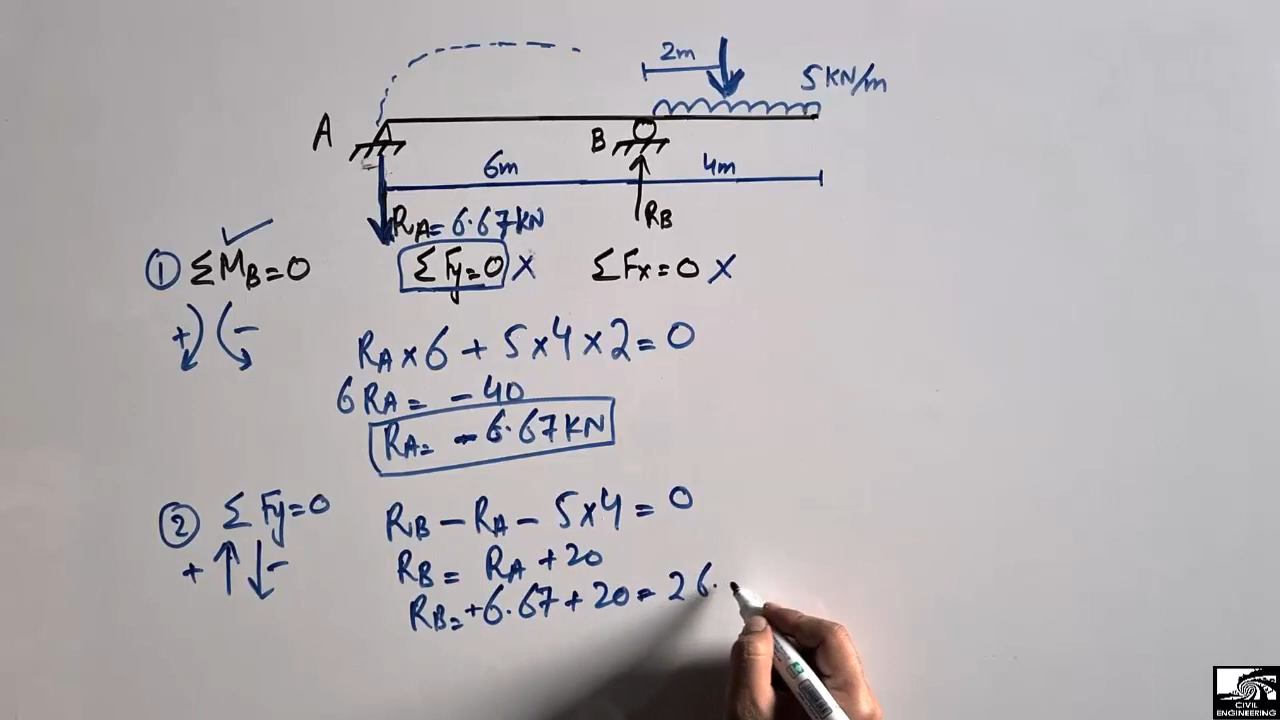 2m
5KN/m
A
B
6m
4m
RA=6.67KN
RB
① ΣMB=0
ΣFy=0 X
ΣFx=0 X
+ -
RA×6 + 5×4×2=0
6RA= -40
RA= -6.67KN
② ΣFy=0
RB-RA-5×4=0
+ -
RB= RA+20
RB=+6.67+20=26.
CIVIL
ENGINEERING